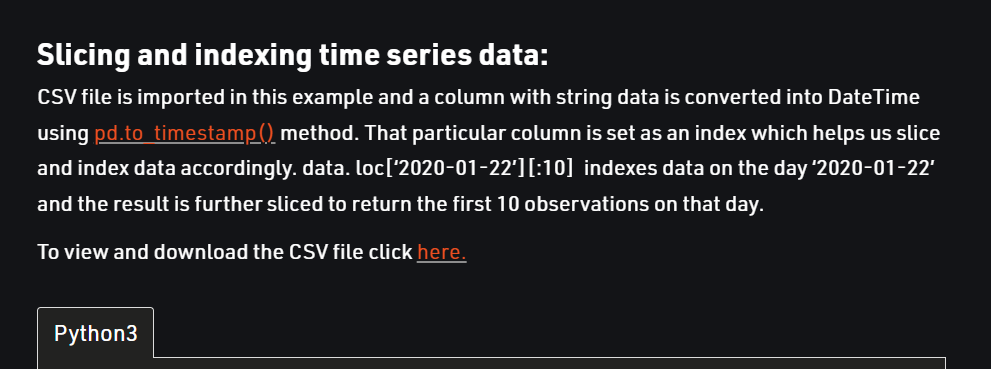 Slicing and indexing time series data:
CSV file is imported in this example and a column with string data is converted into DateTime
using pd.to_timestamp() method. That particular column is set as an index which helps us slice
and index data accordingly. data. loc[‘2020-01-22’][:10]  indexes data on the day ‘2020-01-22’
and the result is further sliced to return the first 10 observations on that day.
To view and download the CSV file click here.
Python3